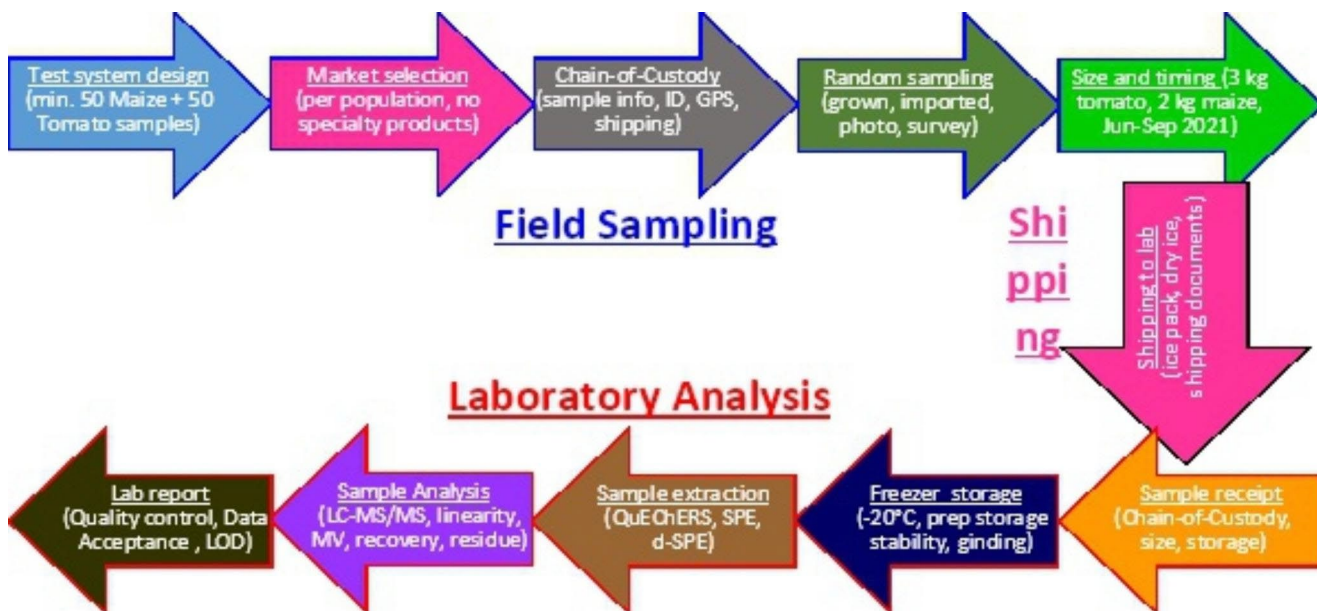 Test system design
(min. 50 Maize + 50
Tomato samples)
Market selection
(per population, no
specialty products)
Chain-of-Custody
(sample info, ID, GPS,
shipping)
Random sampling
(grown, imported,
photo, survey)
Size and timing (3 kg
tomato, 2 kg maize,
Jun-Sep 2021)
Field Sampling
Shi
ppi
ng
Shipping to lab
(ice pack, dry ice,
shipping documents)
Laboratory Analysis
Sample receipt
(Chain-of-Custody,
size, storage)
Freezer storage
(-20°C, prep storage
stability, ginding)
Sample extraction
(QuEChERS, SPE,
d-SPE)
Sample Analysis
(LC-MS/MS, linearity,
MV, recovery, residue)
Lab report
(Quality control, Data
Acceptance , LOD)